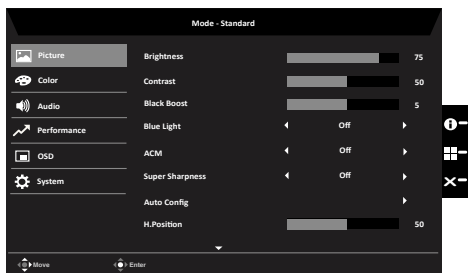 Mode - Standard
Picture
Color
Audio
Performance
OSD
System
Brightness 75
Contrast 50
Black Boost 5
Blue Light Off
ACM Off
Super Sharpness Off
Auto Config
H.Position 50
Move Enter